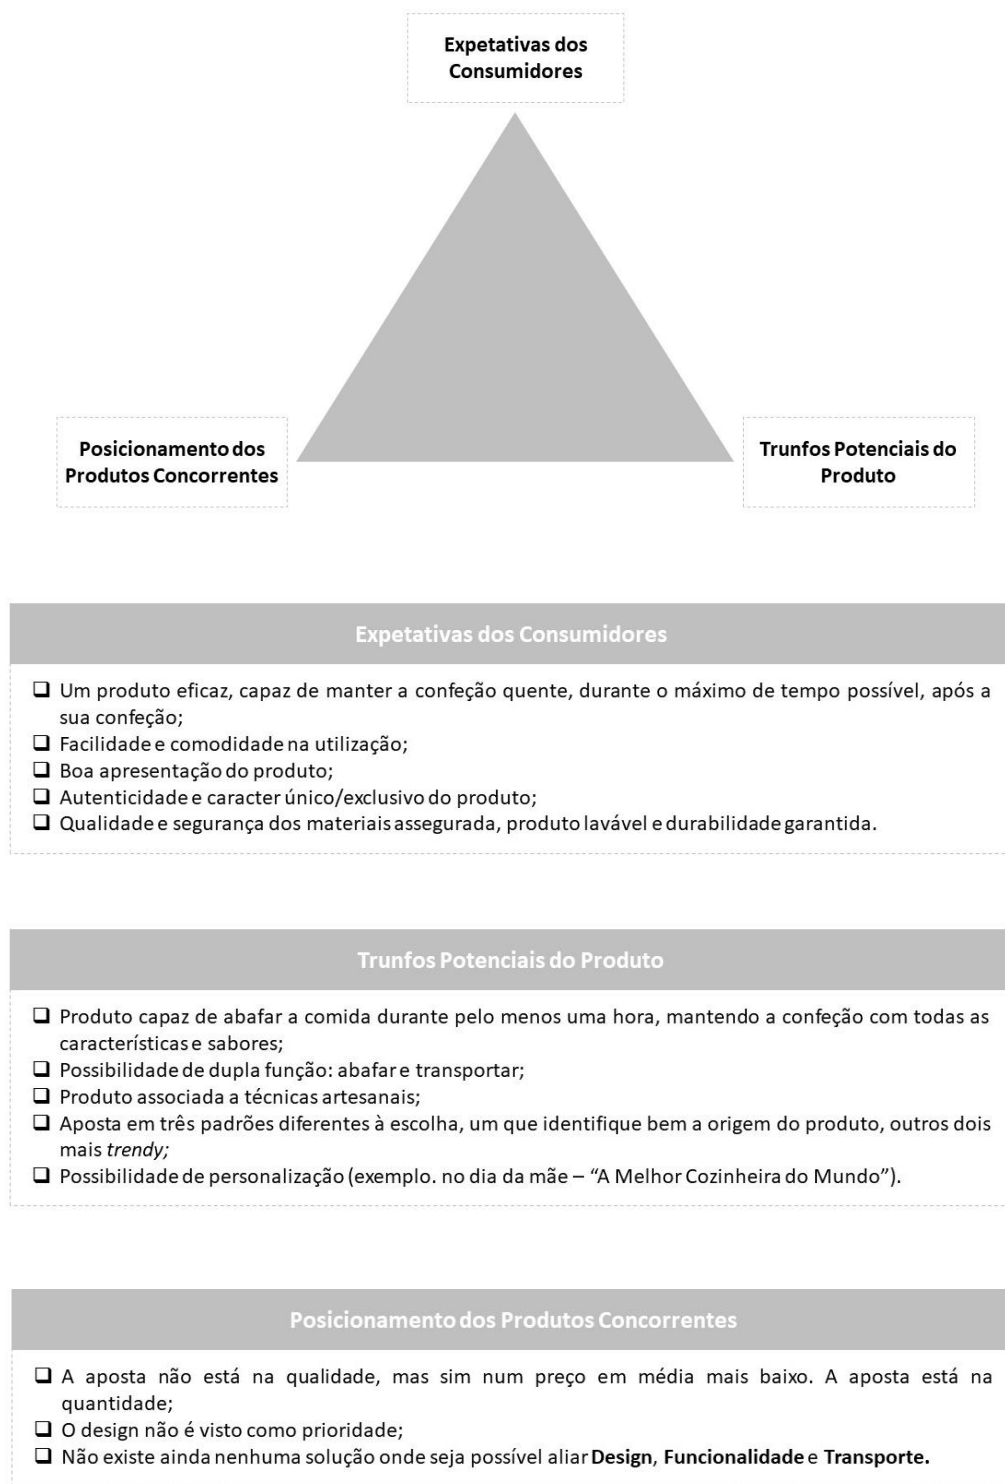 Expetativas dos
Consumidores
Posicionamento dos
Produtos Concorrentes
Trunfos Potenciais do
Produto
Expetativas dos Consumidores
❑ Um produto eficaz, capaz de manter a confeção quente, durante o máximo de tempo possível, após a
sua confeção;
❑ Facilidade e comodidade na utilização;
❑ Boa apresentação do produto;
❑ Autenticidade e caracter único/exclusivo do produto;
❑ Qualidade e segurança dos materiais assegurada, produto lavável e durabilidade garantida.
Trunfos Potenciais do Produto
❑ Produto capaz de abafar a comida durante pelo menos uma hora, mantendo a confeção com todas as
características e sabores;
❑ Possibilidade de dupla função: abafar e transportar;
❑ Produto associada a técnicas artesanais;
❑ Aposta em três padrões diferentes à escolha, um que identifique bem a origem do produto, outros dois
mais trendy;
❑ Possibilidade de personalização (exemplo. no dia da mãe – “A Melhor Cozinheira do Mundo”).
Posicionamento dos Produtos Concorrentes
❑ A aposta não está na qualidade, mas sim num preço em média mais baixo. A aposta está na
quantidade;
❑ O design não é visto como prioridade;
❑ Não existe ainda nenhuma solução onde seja possível aliar Design, Funcionalidade e Transporte.